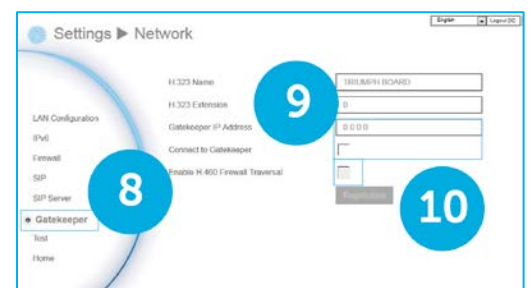 English Logout
Settings ▶ Network
H.323 Name TRIUMPH BOARD
H.323 Extension 0
9
Gatekeeper IP Address 0.0.0.0
Connect to Gatekeeper
Enable H.460 Firewall Traversal
Registration
10
LAN Configuration
IPv6
Firewall
SIP
SIP Server
8
Gatekeeper
Test
Home